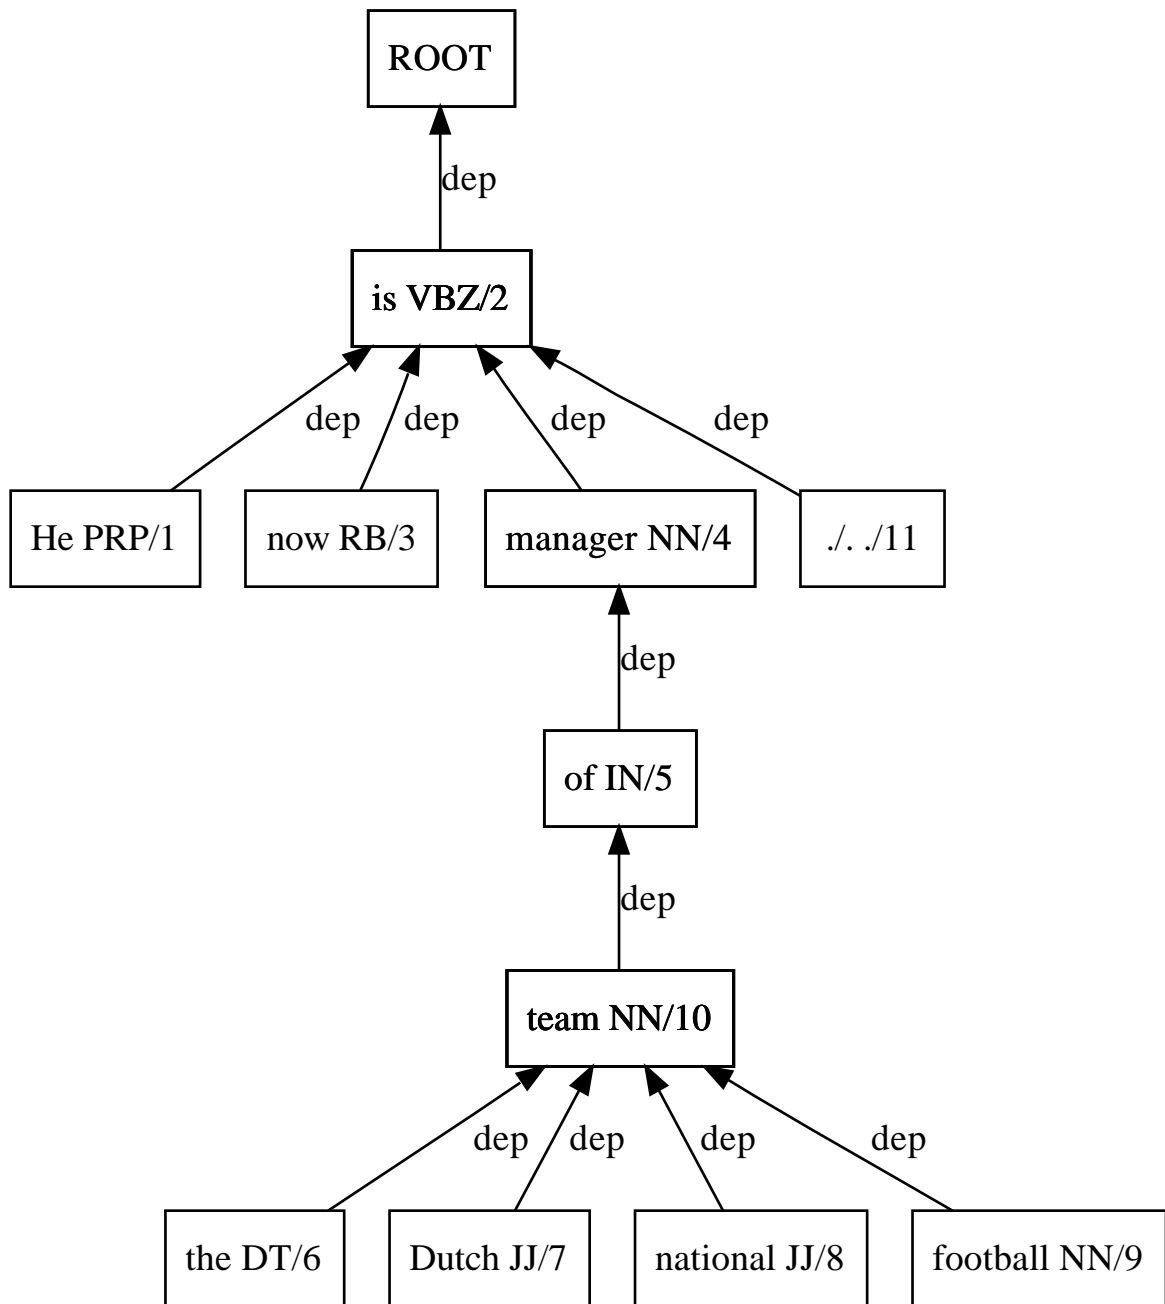 ROOT
dep
is VBZ/2
dep dep dep dep
He PRP/1 now RB/3 manager NN/4 ./. ./11
dep
of IN/5
dep
team NN/10
dep dep dep dep
the DT/6 Dutch JJ/7 national JJ/8 football NN/9